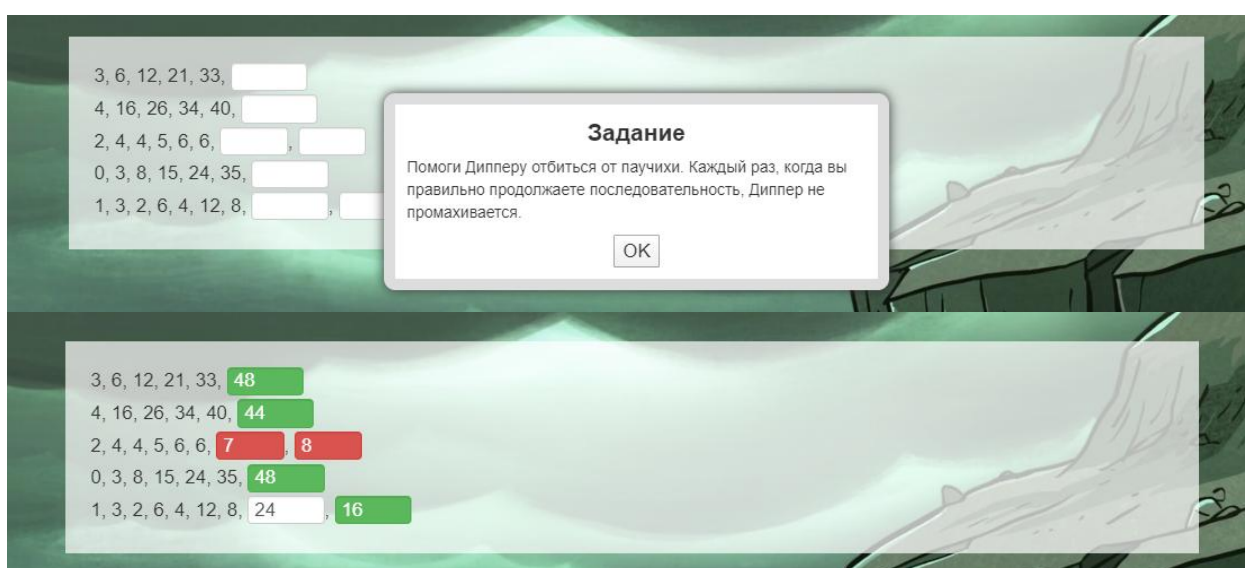 3, 6, 12, 21, 33,
4, 16, 26, 34, 40,
2, 4, 4, 5, 6, 6, ,
0, 3, 8, 15, 24, 35,
1, 3, 2, 6, 4, 12, 8, ,
Задание
Помоги Дипперу отбиться от паучихи. Каждый раз, когда вы
правильно продолжаете последовательность, Диппер не
промахивается.
OK
3, 6, 12, 21, 33, 48
4, 16, 26, 34, 40, 44
2, 4, 4, 5, 6, 6, 7, 8
0, 3, 8, 15, 24, 35, 48
1, 3, 2, 6, 4, 12, 8, 24, 16